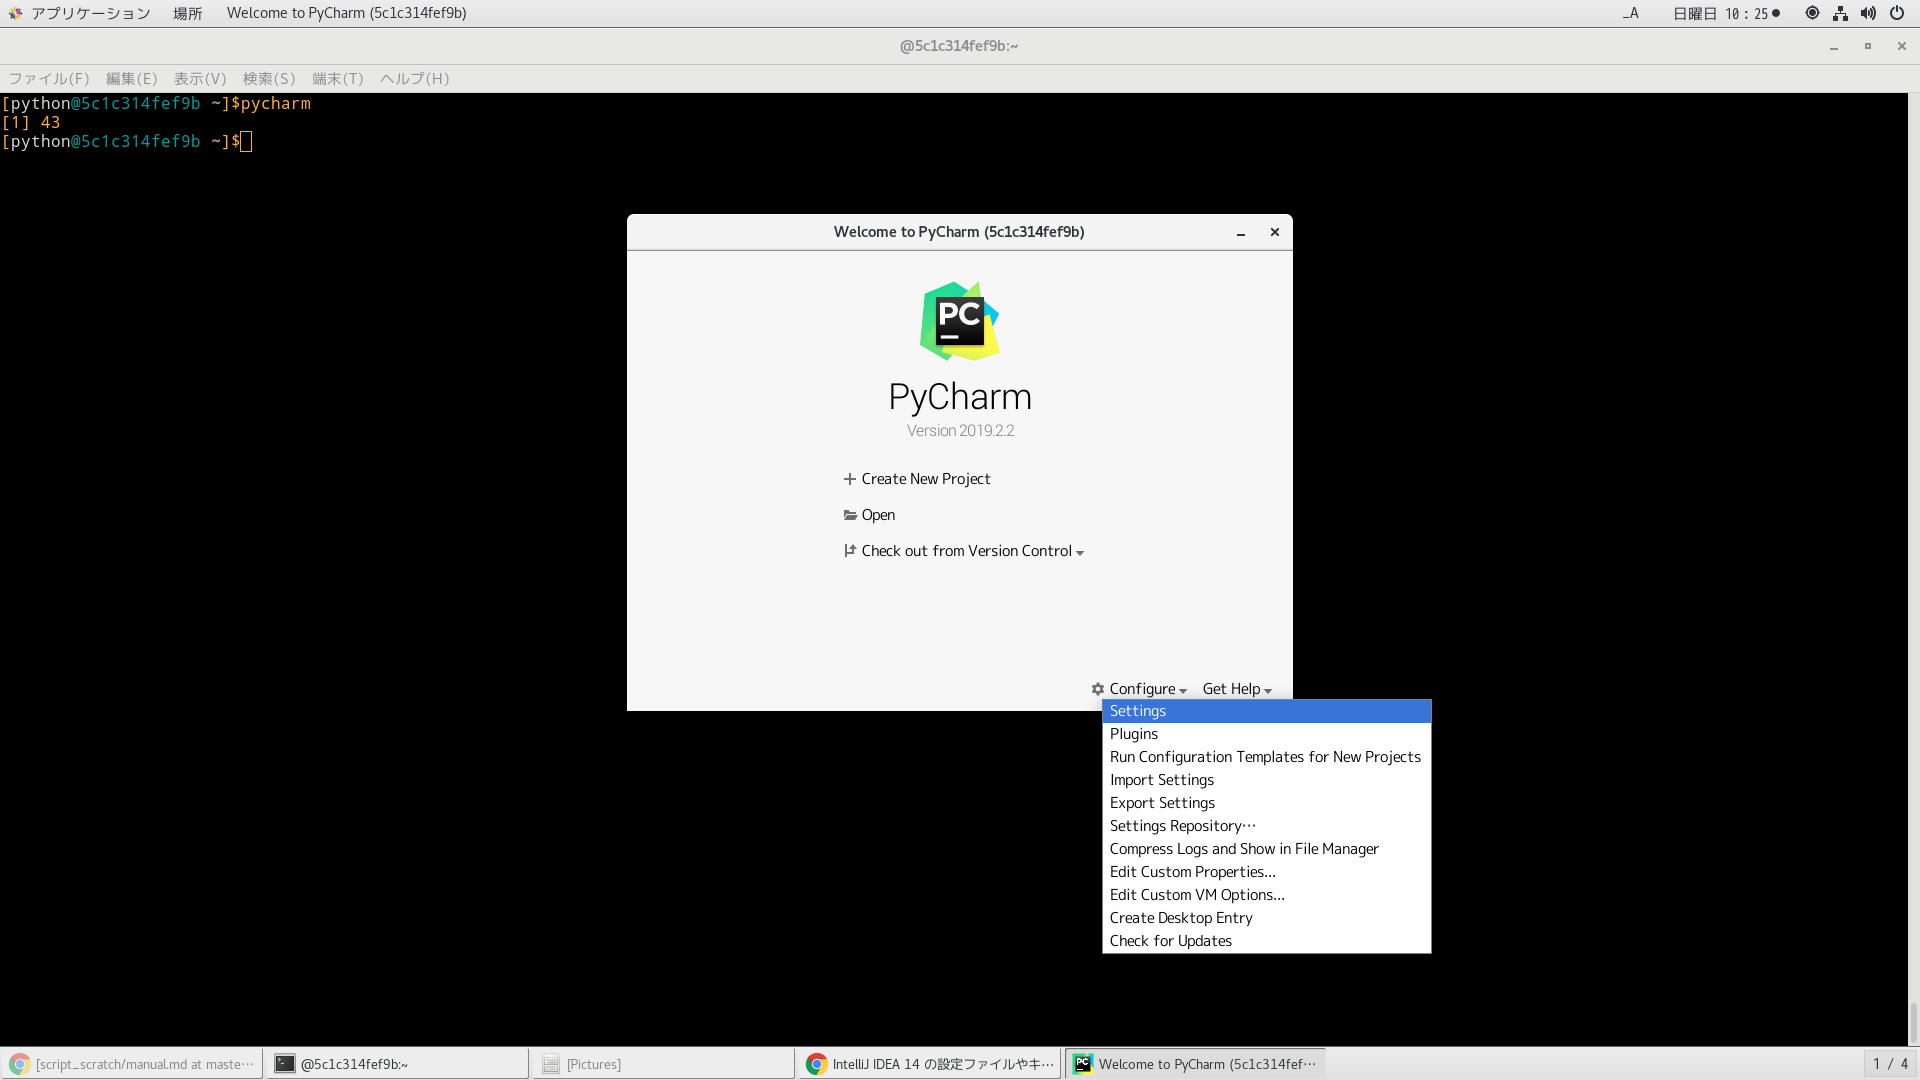 アプリケーション 場所 Welcome to PyCharm (5c1c314fef9b) _A 日曜日 10：25●
@5c1c314fef9b:~
ファイル(F) 編集(E) 表示(V) 検索(S) 端末(T) ヘルプ(H)
[python@5c1c314fef9b ~]$pycharm
[1] 43
[python@5c1c314fef9b ~]$
Welcome to PyCharm (5c1c314fef9b)
PC
PyCharm
Version 2019.2.2
Create New Project
Open
Check out from Version Control
Configure Get Help
Settings
Plugins
Run Configuration Templates for New Projects
Import Settings
Export Settings
Settings Repository…
Compress Logs and Show in File Manager
Edit Custom Properties...
Edit Custom VM Options...
Create Desktop Entry
Check for Updates
[script_scratch/manual.md at maste… @5c1c314fef9b:~ [Pictures] IntelliJ IDEA 14 の設定ファイルやキ… Welcome to PyCharm (5c1c314fef… 1 / 4